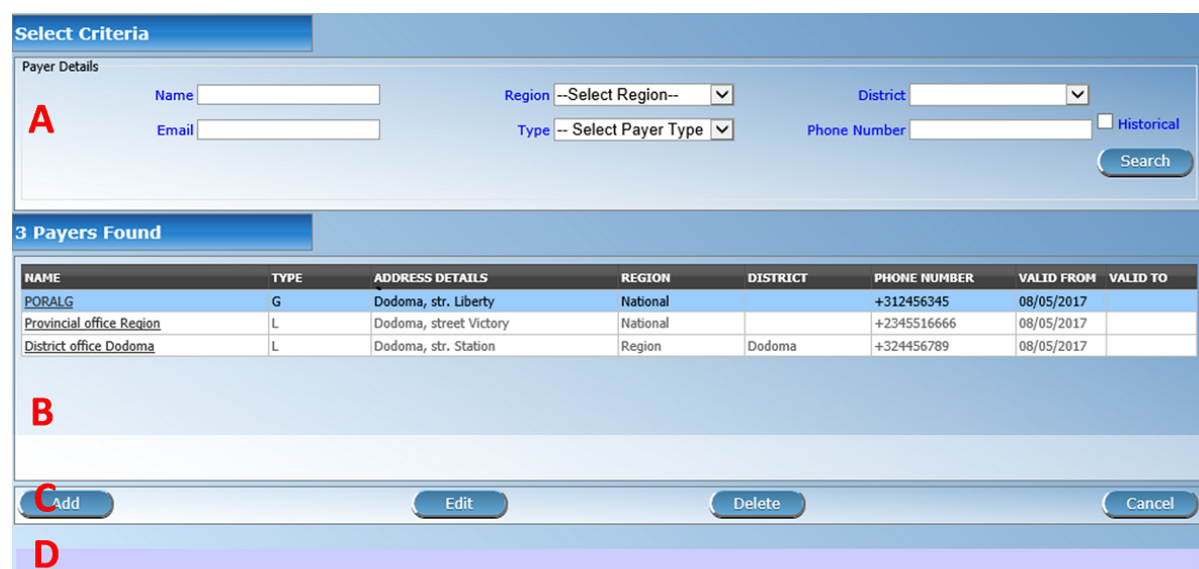 Select Criteria
Payer Details
Name Region --Select Region-- District
A
Email Type -- Select Payer Type Phone Number Historical
Search
3 Payers Found
NAME TYPE ADDRESS DETAILS REGION DISTRICT PHONE NUMBER VALID FROM VALID TO
PORALG G Dodoma, str. Liberty National +312456345 08/05/2017
Provincial office Region L Dodoma, street Victory National +2345516666 08/05/2017
District office Dodoma L Dodoma, str. Station Region Dodoma +324456789 08/05/2017
B
C Add Edit Delete Cancel
D